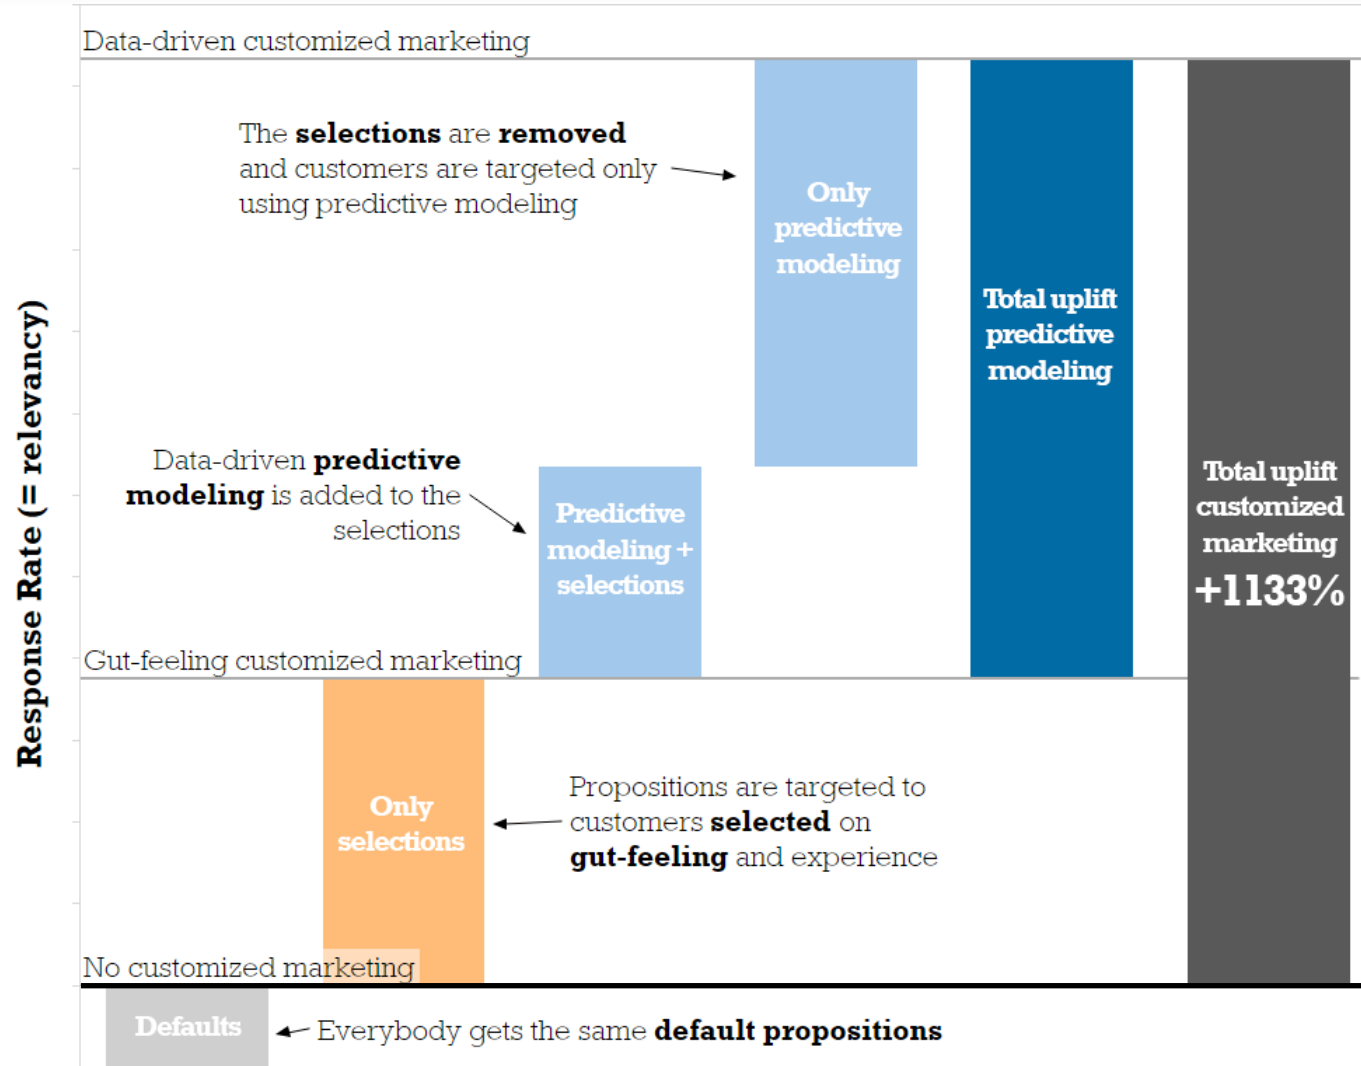 Data-driven customized marketing
The selections are removed
and customers are targeted only
using predictive modeling
Only
predictive
modeling
Total uplift
predictive
modeling
Response Rate (= relevancy)
Data-driven predictive
modeling is added to the
selections
Predictive
modeling +
selections
Total uplift
customized
marketing
+1133%
Gut-feeling customized marketing
Only
selections
Propositions are targeted to
customers selected on
gut-feeling and experience
No customized marketing
Defaults
Everybody gets the same default propositions